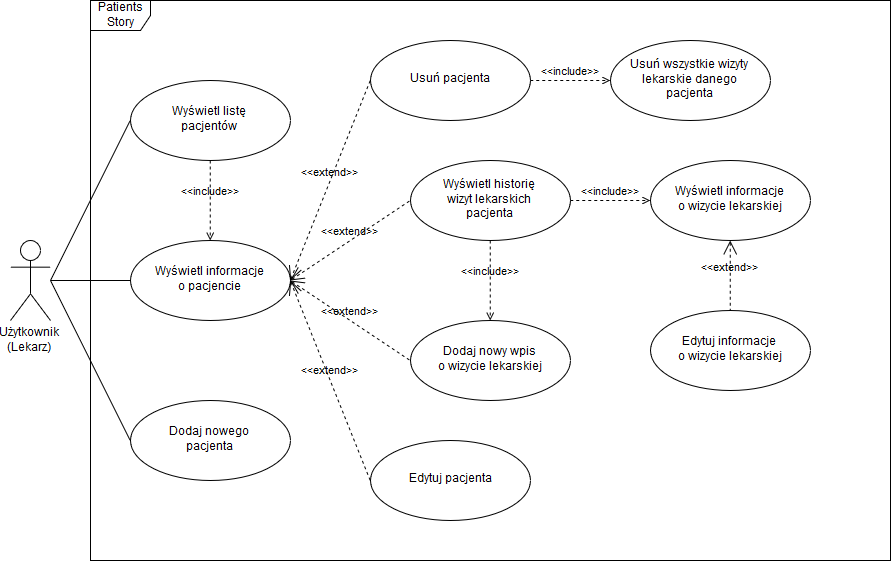 Patients
Story
Usuń pacjenta
<<include>>
Usuń wszystkie wizyty
lekarskie danego
pacjenta
Wyświetl listę
pacjentów
<<include>>
<<extend>>
Wyświetl historię
wizyt lekarskich
pacjenta
<<include>>
Wyświetl informacje
o wizycie lekarskiej
<<extend>>
Użytkownik
(Lekarz)
Wyświetl informacje
o pacjencie
<<include>>
<<extend>>
<<extend>>
Dodaj nowy wpis
o wizycie lekarskiej
Edytuj informacje
o wizycie lekarskiej
<<extend>>
Dodaj nowego
pacjenta
Edytuj pacjenta